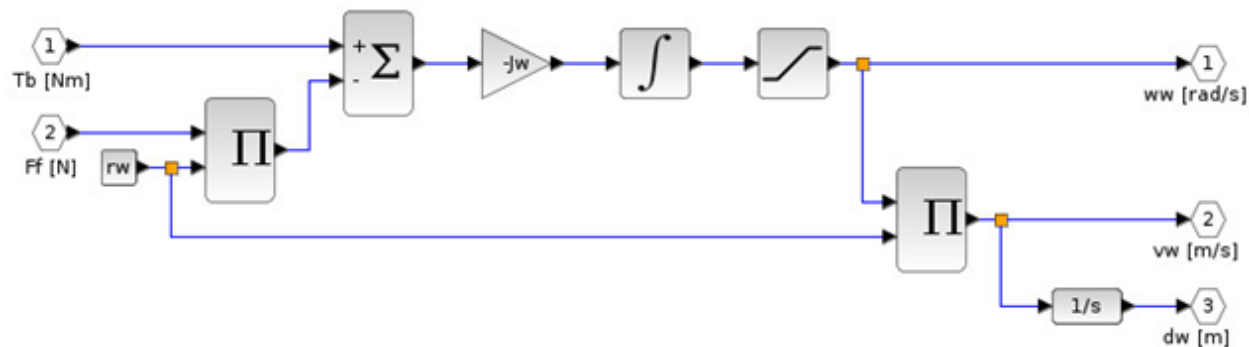 1
Tb [Nm]
2
Ff [N]
rw
∏
+
-
Σ
-Jw
∫
1
ww [rad/s]
∏
2
vw [m/s]
1/s
3
dw [m]